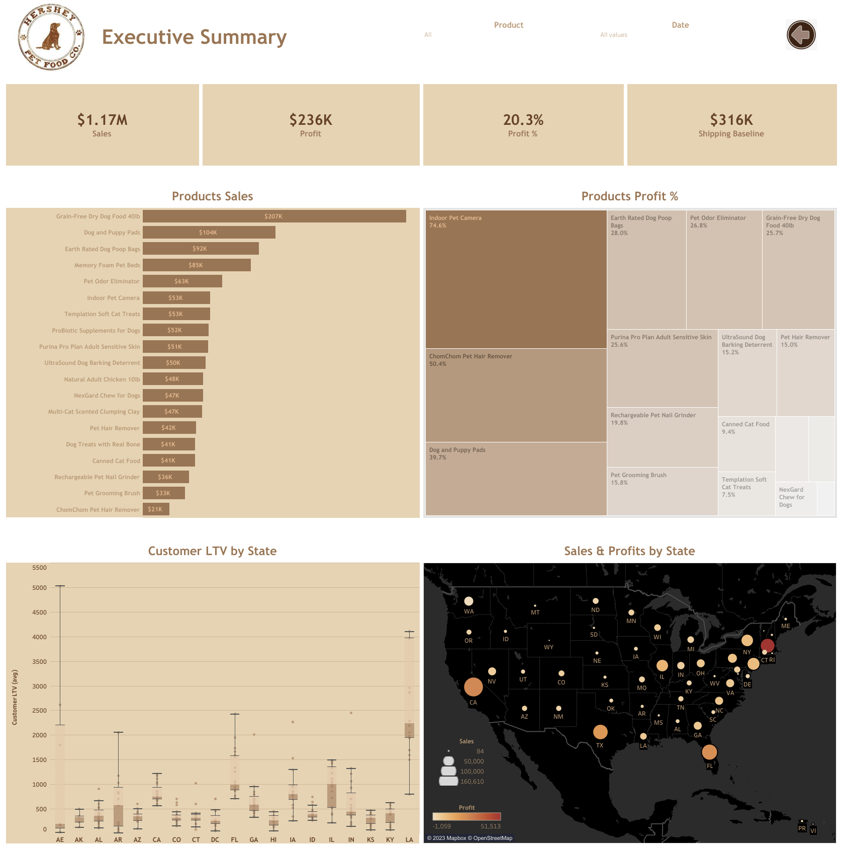 HERSHEY
PET FOOD CO.
Executive Summary
Product
Date
All
All values
$1.17M
Sales
$236K
Profit
20.3%
Profit %
$316K
Shipping Baseline
Products Sales
Grain-Free Dry Dog Food 40lb $207K
Dog and Puppy Pads $104K
Earth Rated Dog Poop Bags $92K
Memory Foam Pet Beds $85K
Pet Odor Eliminator $63K
Indoor Pet Camera $53K
Templation Soft Cat Treats $53K
ProBiotic Supplements for Dogs $52K
Purina Pro Plan Adult Sensitive Skin $51K
UltraSound Dog Barking Deterrent $50K
Natural Adult Chicken 10lb $48K
NexGard Chew for Dogs $47K
Multi-Cat Scented Clumping Clay $47K
Pet Hair Remover $42K
Dog Treats with Real Bone $41K
Canned Cat Food $41K
Rechargeable Pet Nail Grinder $36K
Pet Grooming Brush $33K
ChomChom Pet Hair Remover $21K
Products Profit %
Indoor Pet Camera
74.6%
ChomChom Pet Hair Remover
50.4%
Dog and Puppy Pads
39.7%
Earth Rated Dog Poop
Bags
28.0%
Pet Odor Eliminator
26.8%
Grain-Free Dry Dog
Food 40lb
25.7%
Purina Pro Plan Adult Sensitive Skin
25.6%
Rechargeable Pet Nail Grinder
19.8%
Pet Grooming Brush
15.8%
UltraSound Dog
Barking Deterrent
15.2%
Pet Hair Remover
15.0%
Canned Cat Food
9.4%
Templation Soft
Cat Treats
7.5%
NexGard
Chew for
Dogs
Customer LTV by State
Customer LTV (avg)
5500
5000
4500
4000
3500
3000
2500
2000
1500
1000
500
0
AE AK AL AR AZ CA CO CT DC FL GA HI IA ID IL IN KS KY LA
Sales & Profits by State
WA
MT
ND
MN
ME
OR
ID
SD
WI
MI
NY
WY
IA
CT RI
NE
NV
UT
CO
IL
IN
OH
DE
KS
MO
WV
VA
KY
CA
AZ
NM
OK
AR
TN
NC
SC
MS
AL
GA
TX
LA
FL
PR
VI
Sales
84
50,000
100,000
160,610
Profit
-1,059 51,513
© 2023 Mapbox © OpenStreetMap